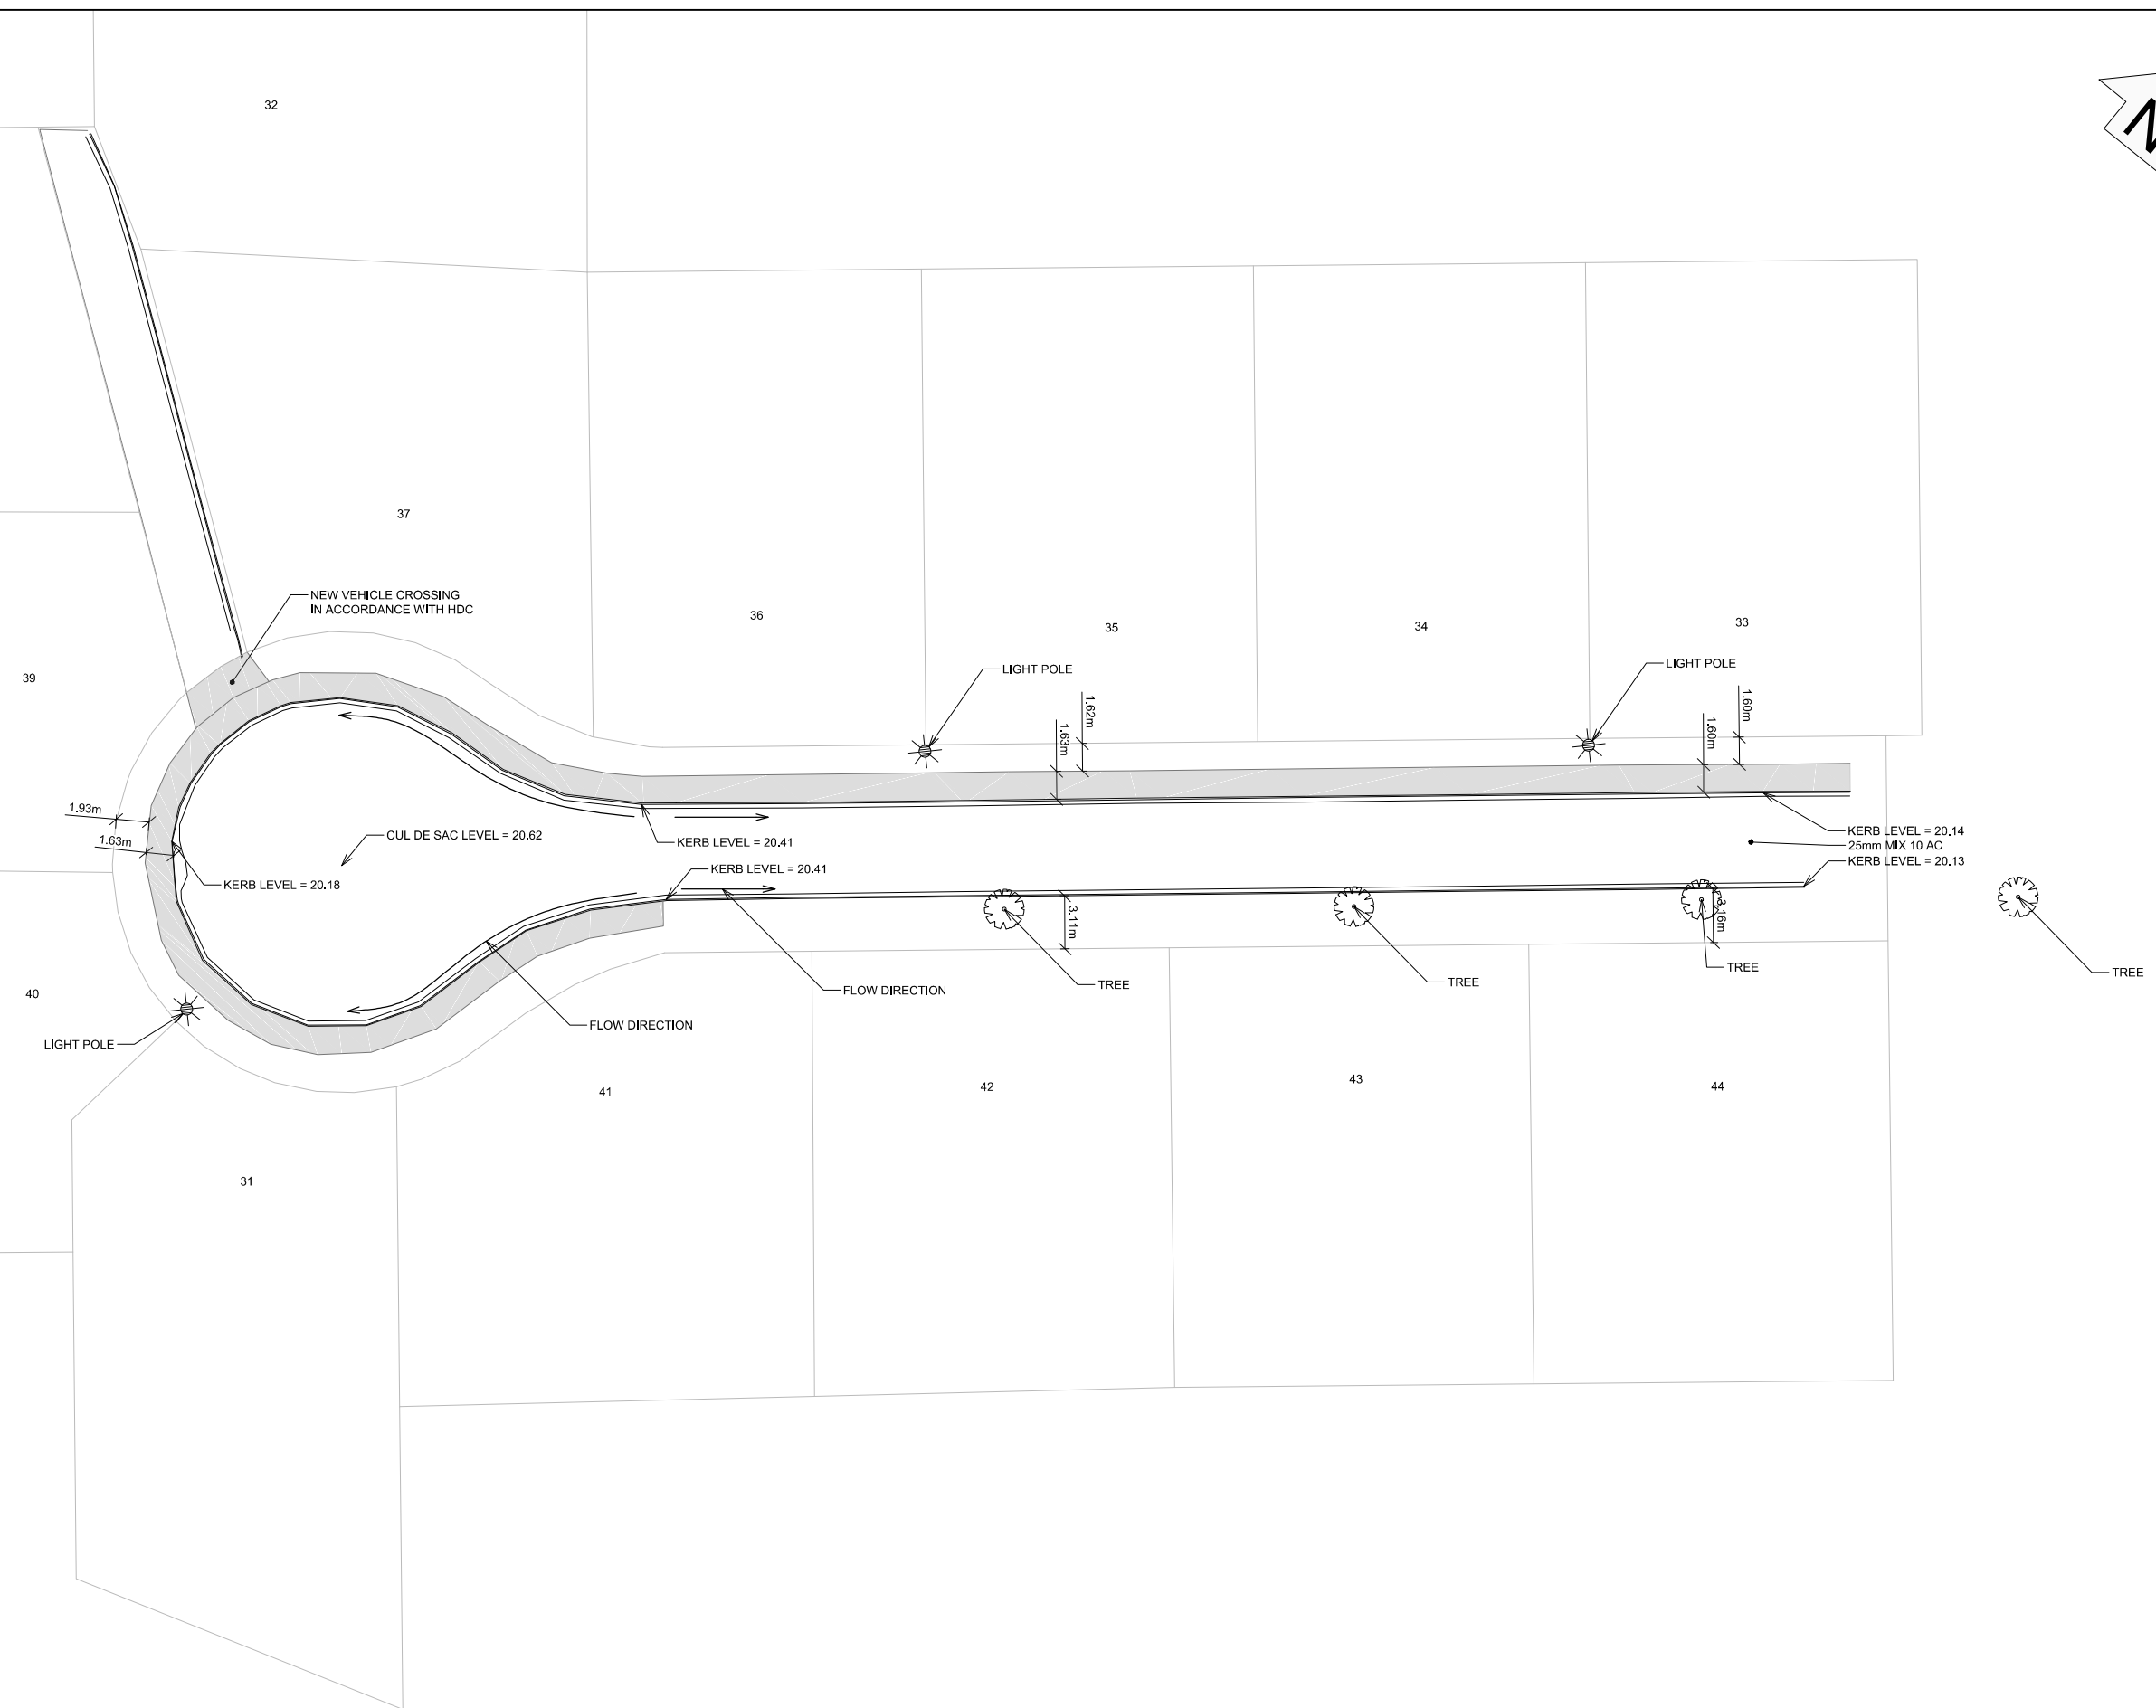 32
N
37
NEW VEHICLE CROSSING
IN ACCORDANCE WITH HDC
36
35
34
33
39
LIGHT POLE
LIGHT POLE
1.62m
1.63m
1.60m
1.60m
1.93m
1.63m
CUL DE SAC LEVEL = 20.62
KERB LEVEL = 20.41
KERB LEVEL = 20.14
25mm MIX 10 AC
KERB LEVEL = 20.13
KERB LEVEL = 20.41
KERB LEVEL = 20.18
3.11m
3.16m
TREE
TREE
TREE
TREE
FLOW DIRECTION
FLOW DIRECTION
40
LIGHT POLE
41
42
43
44
31